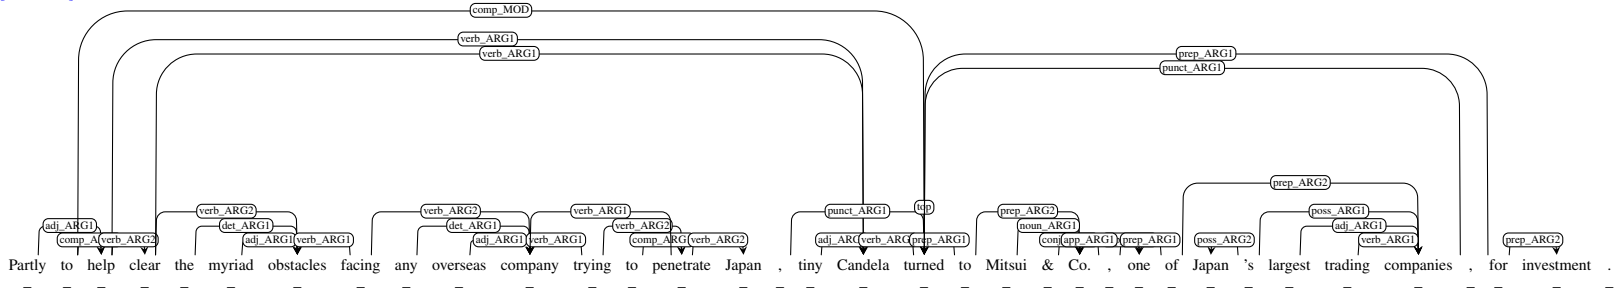 comp_MOD
verb_ARG1
verb_ARG1 prep_ARG1
punct_ARG1
prep_ARG2
top
verb_ARG2 verb_ARG2 verb_ARG1 punct_ARG1 prep_ARG2 poss_ARG1
adj_ARG1 det_ARG1 det_ARG1 verb_ARG2 noun_ARG1 adj_ARG1
comp_A verb_ARG2 adj_ARG1 verb_ARG1 adj_ARG1 verb_ARG1 comp_ARG verb_ARG2 adj_ARG verb_ARG prep_ARG1 conj app_ARG1 prep_ARG1 poss_ARG2 verb_ARG1 prep_ARG2
Partly to help clear the myriad obstacles facing any overseas company trying to penetrate Japan , tiny Candela turned to Mitsui & Co. , one of Japan 's largest trading companies , for investment .
_ _ _ _ _ _ _ _ _ _ _ _ _ _ _ _ _ _ _ _ _ _ _ _ _ _ _ _ _ _ _ _ _ _ _